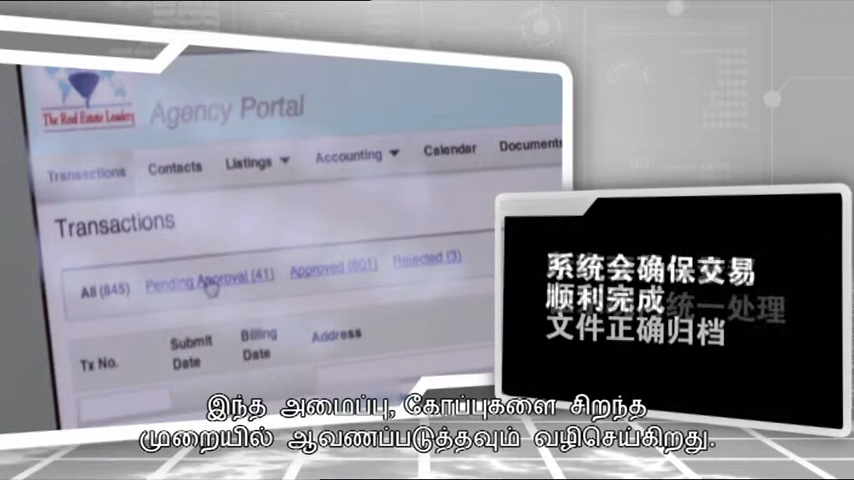 The Real Estate Leaders
Agency Portal
Transactions Contacts Listings Accounting Calendar Documents
Transactions
All (845) Pending Approval (41) Approved (801) Rejected (3)
Tx No. Submit Date Billing Date Address
系统会确保交易
顺利完成
文件正确归档
统一处理
இந்த அமைப்பு, கோப்புகளை சிறந்த
முறையில் ஆவணப்படுத்தவும் வழிசெய்கிறது.